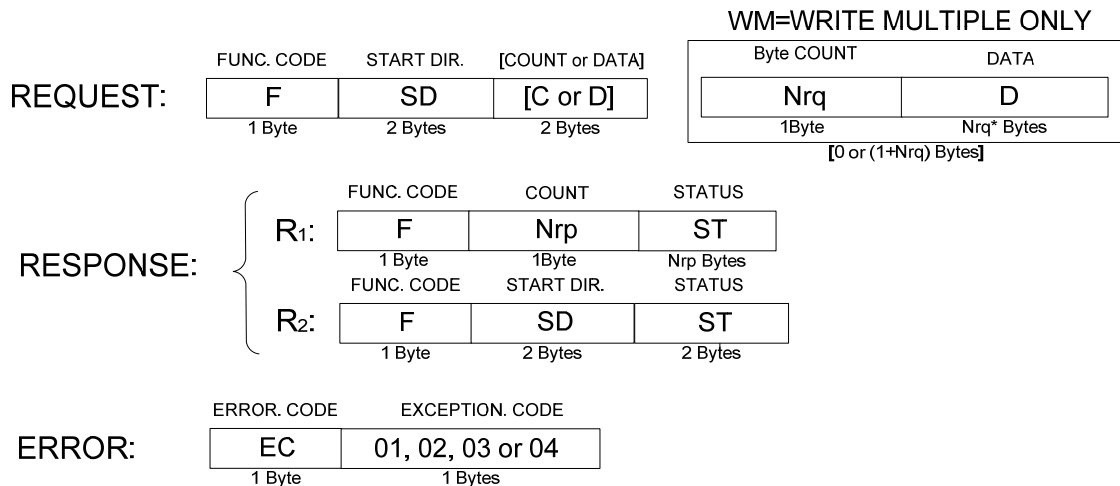 WM=WRITE MULTIPLE ONLY
FUNC. CODE START DIR. [COUNT or DATA] Byte COUNT DATA
REQUEST: F SD [C or D] Nrq D
1 Byte 2 Bytes 2 Bytes 1Byte Nrq* Bytes
[0 or (1+Nrq) Bytes]
FUNC. CODE COUNT STATUS
R1: F Nrp ST
1 Byte 1Byte Nrp Bytes
RESPONSE:
FUNC. CODE START DIR. STATUS
R2: F SD ST
1 Byte 2 Bytes 2 Bytes
ERROR. CODE EXCEPTION. CODE
ERROR: EC 01, 02, 03 or 04
1 Byte 1 Bytes